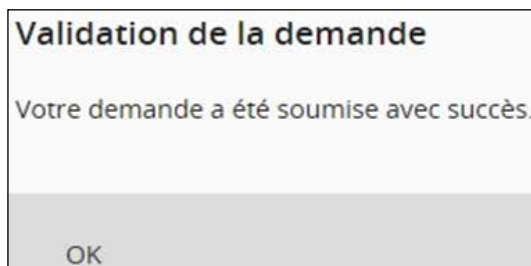 Validation de la demande
Votre demande a été soumise avec succès.
OK